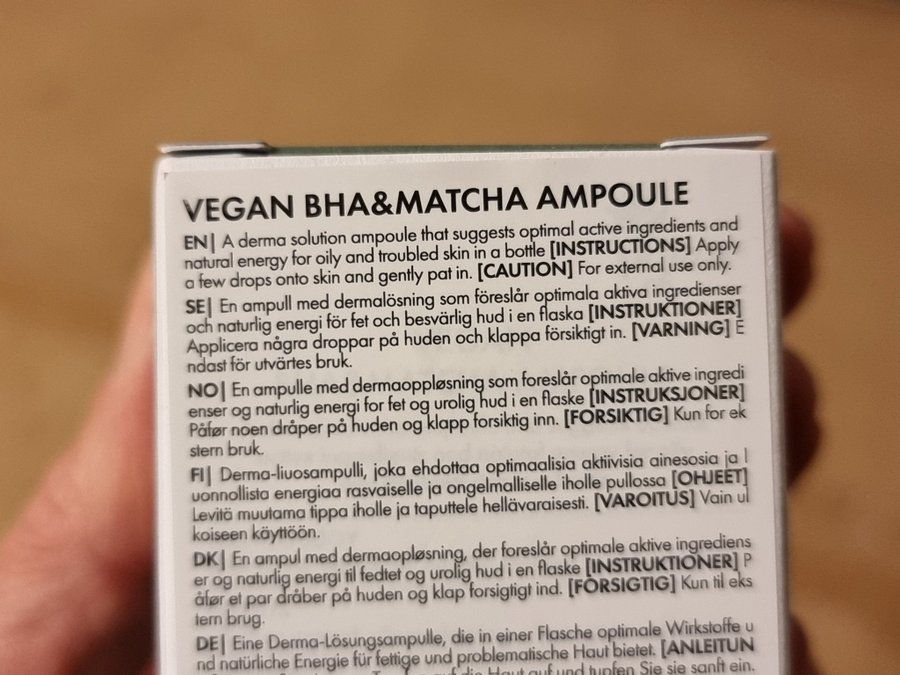 VEGAN BHA&MATCHA AMPOULE
EN| A derma solution ampoule that suggests optimal active ingredients and
natural energy for oily and troubled skin in a bottle [INSTRUCTIONS] Apply
a few drops onto skin and gently pat in. [CAUTION] For external use only.
SE| En ampull med dermalösning som föreslår optimala aktiva ingredienser
och naturlig energi för fet och besvärlig hud i en flaska [INSTRUKTIONER]
Applicera några droppar på huden och klappa försiktigt in. [VARNING] E
ndast för utvärtes bruk.
NO| En ampulle med dermaoppløsning som foreslår optimale aktive ingredi
enser og naturlig energi for fet og urolig hud i en flaske [INSTRUKSJONER]
Påfør noen dråper på huden og klapp forsiktig inn. [FORSIKTIG] Kun for ek
stern bruk.
FI| Derma-liuosampulli, joka ehdottaa optimaalisia aktiivisia ainesosia ja l
uonnollista energiaa rasvaiselle ja ongelmalliselle iholle pullossa [OHJEET]
Levitä muutama tippa iholle ja taputtele hellävaraisesti. [VAROITUS] Vain ul
koiseen käyttöön.
DK| En ampul med dermaopløsning, der foreslår optimale aktive ingrediens
er og naturlig energi til fedtet og urolig hud i en flaske [INSTRUKTIONER] P
åfør et par dråber på huden og klap forsigtigt ind. [FORSIGTIG] Kun til eks
tern brug.
DE| Eine Derma-Lösungsampulle, die in einer Flasche optimale Wirkstoffe u
nd natürliche Energie für fettige und problematische Haut bietet. [ANLEITUN
auf die Haut auf und tupfen Sie sie sanft ein.